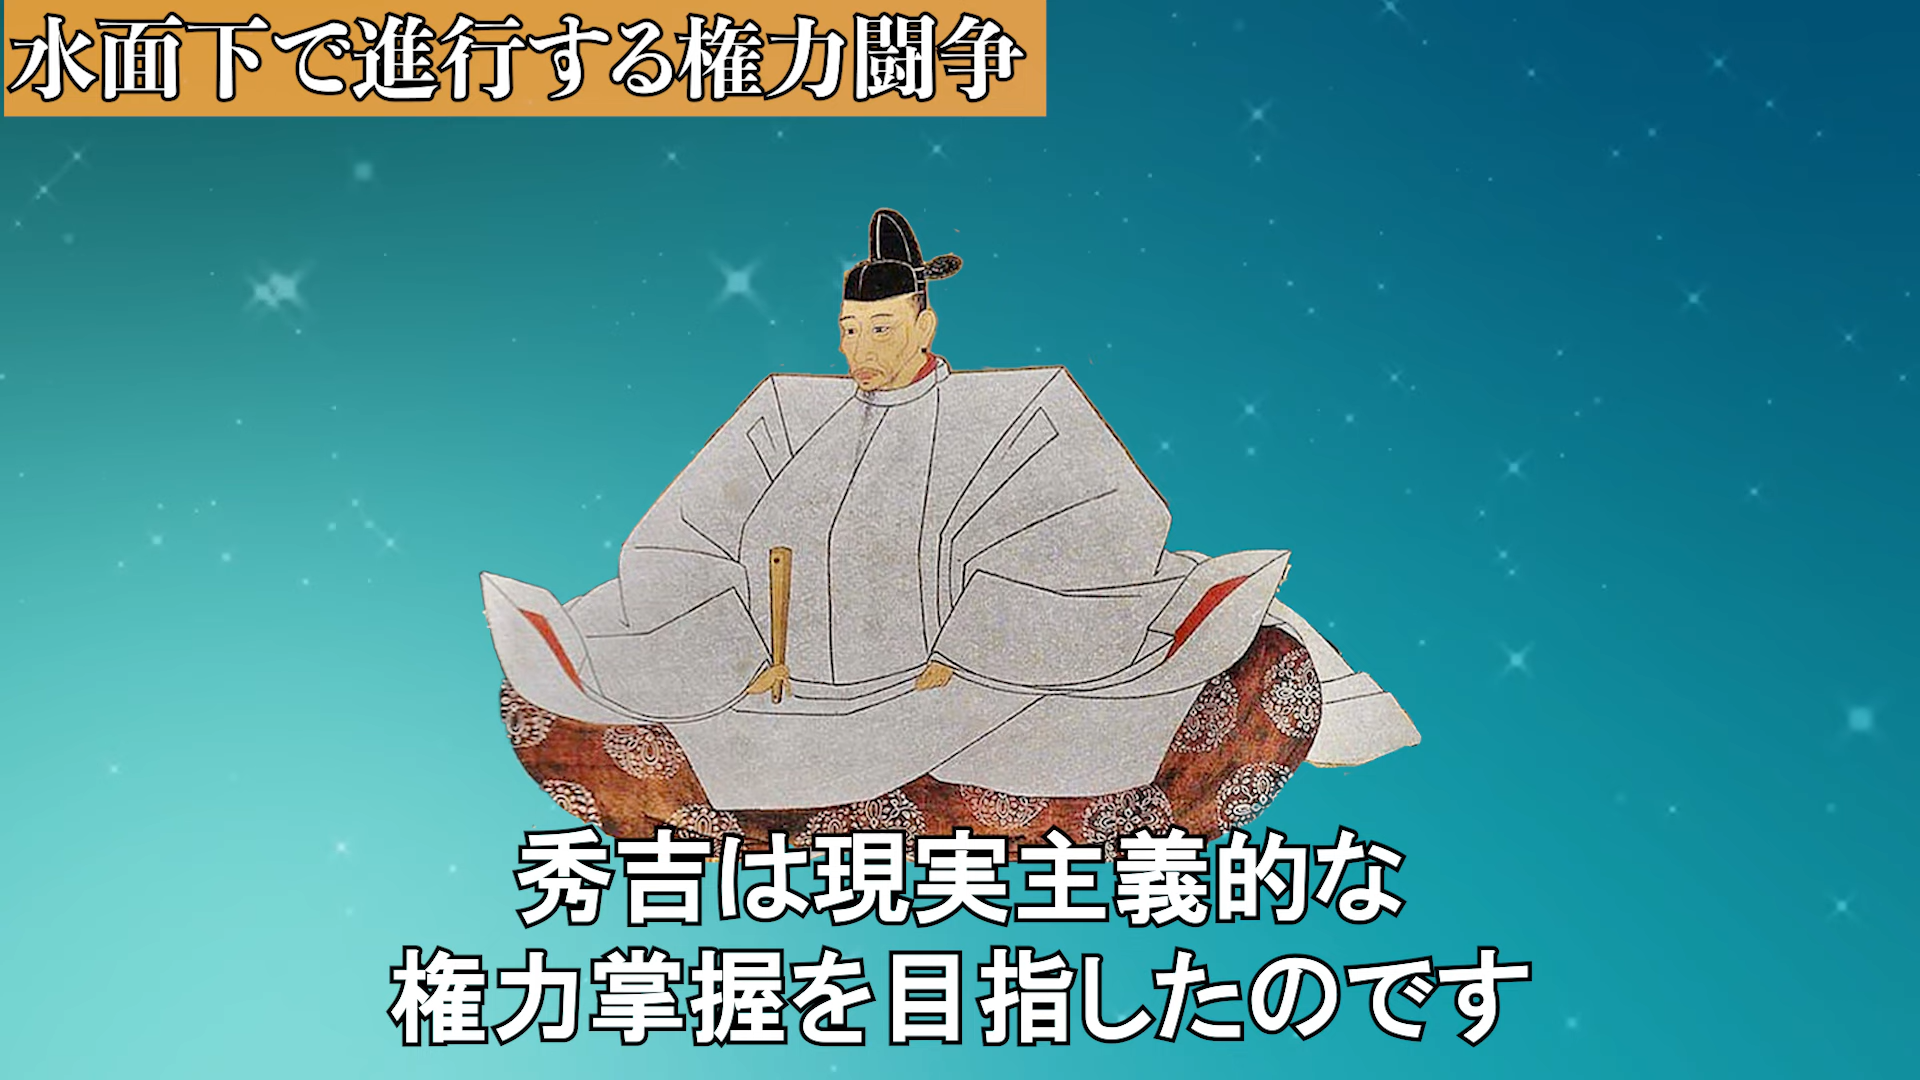 水面下で進行する権力闘争
秀吉は現実主義的な
権力掌握を目指したのです